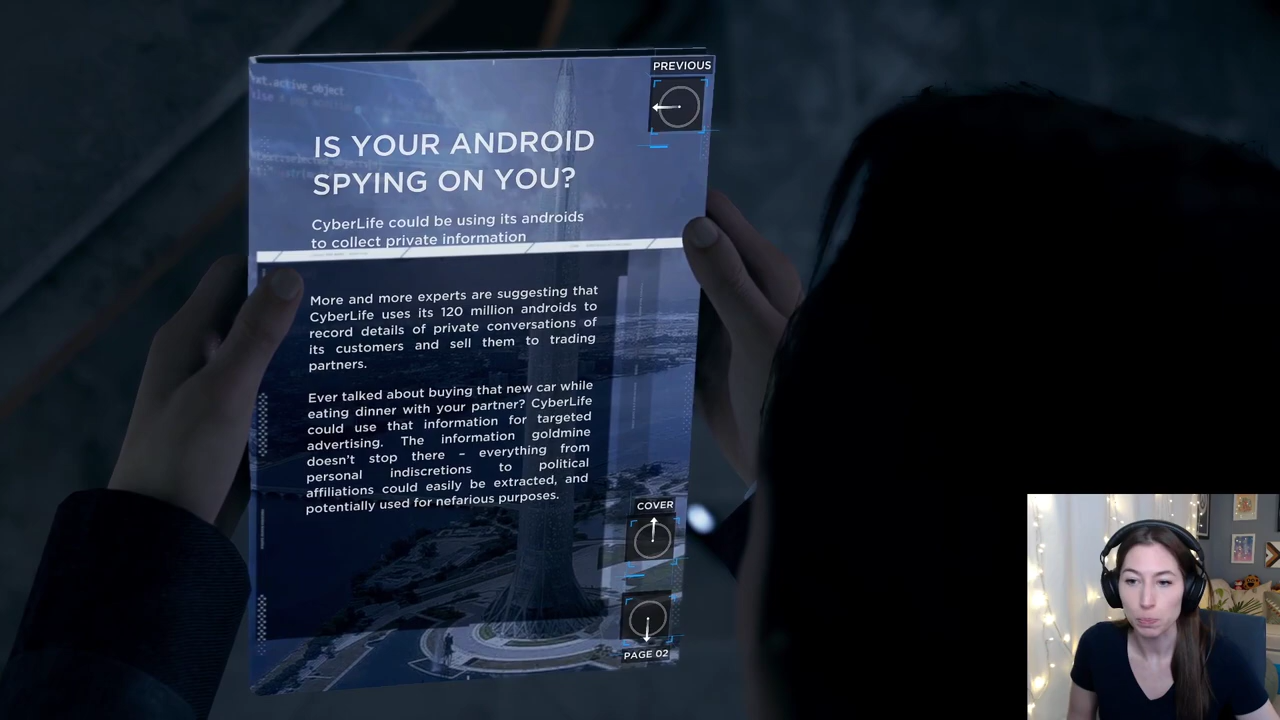 PREVIOUS
xt.active_object
IS YOUR ANDROID
SPYING ON YOU?
CyberLife could be using its androids
to collect private information
More and more experts are suggesting that
CyberLife uses its 120 million androids to
record details of private conversations of
its customers and sell them to trading
partners.
Ever talked about buying that new car while
eating dinner with your partner? CyberLife
could use that information for targeted
advertising. The information goldmine
doesn't stop there – everything from
personal indiscretions to political
affiliations could easily be extracted, and
potentially used for nefarious purposes.
COVER
PAGE 02